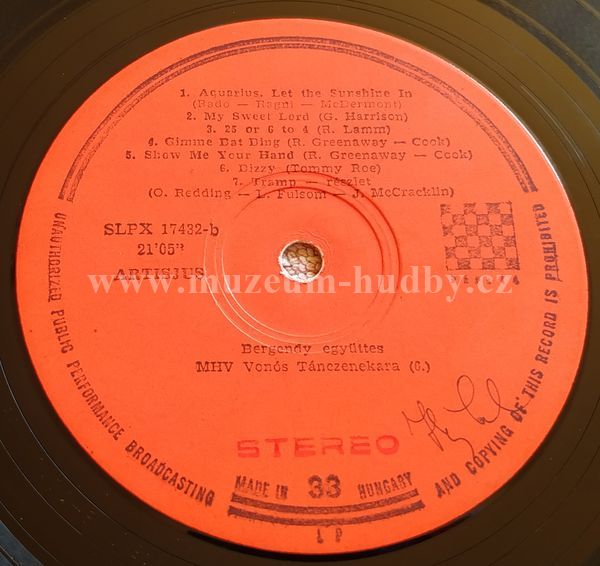 1. Aquarius, Let the Sunshine In
(Rado — Ragni — McDermont)
2. My Sweet Lord (G. Harrison)
3. 25 or 6 to 4 (R. Lamm)
4. Gimme Dat Ding (R. Greenaway — Cook)
5. Show Me Your Hand (R. Greenaway — Cook)
6. Dizzy (Tommy Roe)
7. Tramp — részlet
(O. Redding — L. Fulsom — J. McCracklin)
SLPX 17432-b
21'05"
ARTISJUS
www.muzeum-hudby.cz
Bergendy együttes
MHV Vonós Tánczenekara (6.)
STEREO
MADE IN 33 HUNGARY
LP
UNAUTHORIZED PUBLIC PERFORMANCE BROADCASTING
AND COPYING OF THIS RECORD IS PROHIBITED